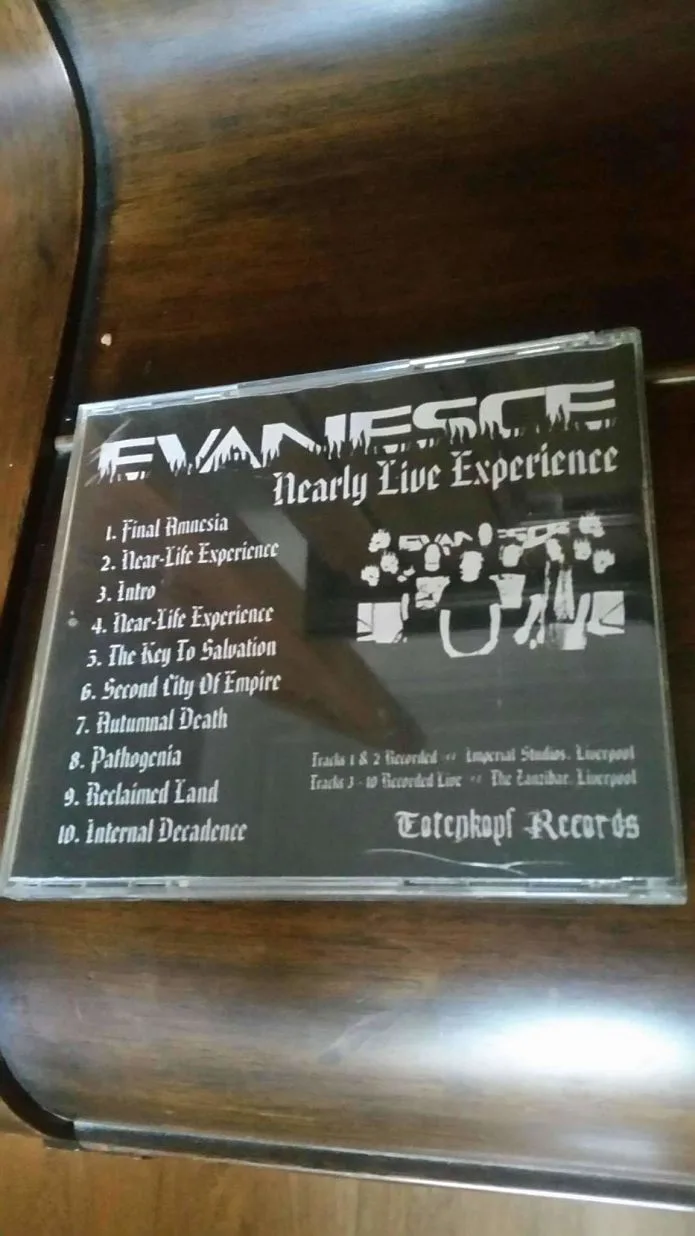 EVANESCE
Nearly Live Experience
1. Final Amnesia
2. Near-Life Experience
3. Intro
4. Near-Life Experience
5. The Key To Salvation
6. Second City Of Empire
7. Autumnal Death
8. Pathogenia
9. Reclaimed Land
10. Internal Decadence
EVANESCE
Tracks 1 & 2 Recorded Imperial Studios, Liverpool
Tracks 3 - 10 Recorded Live The Zanzibar, Liverpool
Totenkopf Records